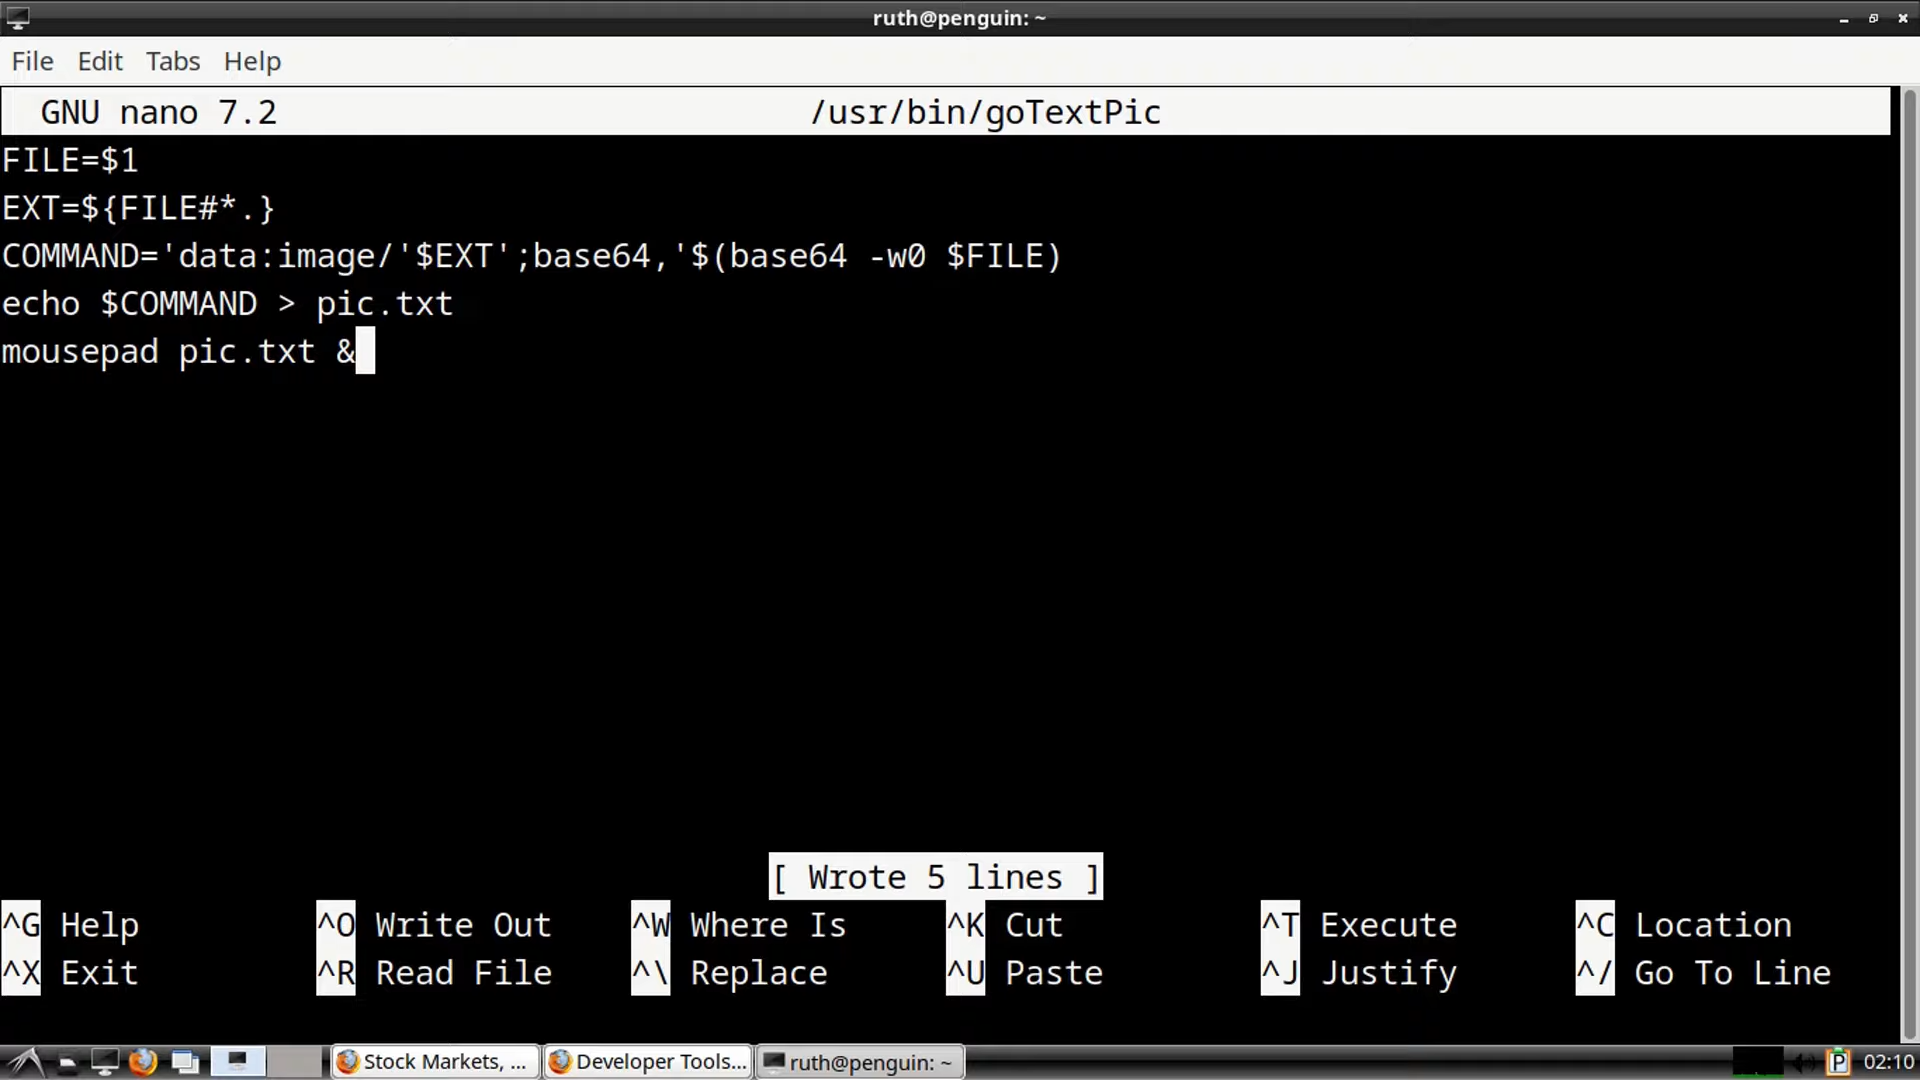 ruth@penguin: ~
File Edit Tabs Help
GNU nano 7.2 /usr/bin/goTextPic
FILE=$1
EXT=${FILE#*.}
COMMAND='data:image/'$EXT';base64,'$(base64 -w0 $FILE)
echo $COMMAND > pic.txt
mousepad pic.txt &
[ Wrote 5 lines ]
^G Help ^O Write Out ^W Where Is ^K Cut ^T Execute ^C Location
^X Exit ^R Read File ^\ Replace ^U Paste ^J Justify ^/ Go To Line
Stock Markets, ... Developer Tools... ruth@penguin: ~ P 02:10